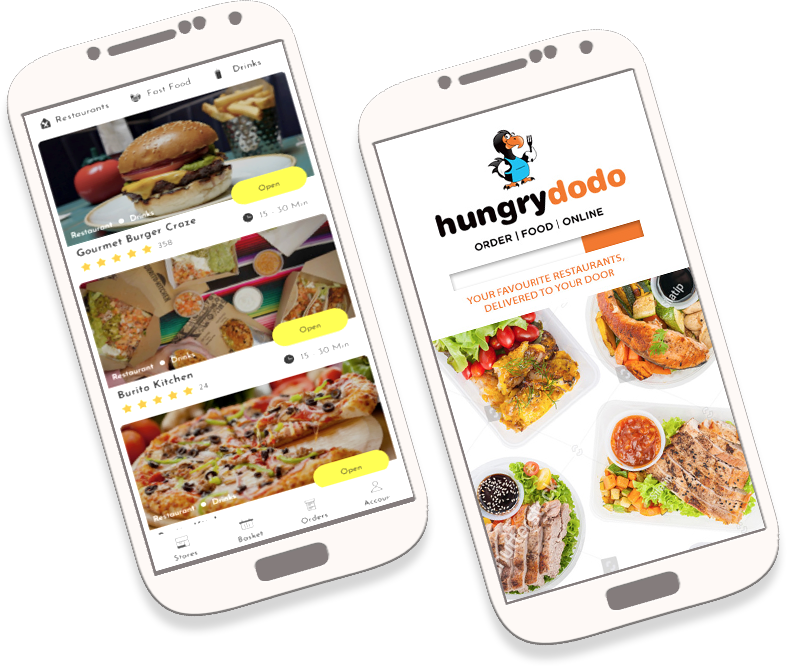 Restaurants
Fast Food
Drinks
Open
Restaurant
Drinks
Gourmet Burger Craze
15 - 30 Min
358
Open
Restaurant
Drinks
Burito Kitchen
15 - 30 Min
24
Open
Restaurant
Drinks
Stores
Basket
Orders
Accour
hungrydodo
ORDER | FOOD | ONLINE
YOUR FAVOURITE RESTAURANTS,
DELIVERED TO YOUR DOOR